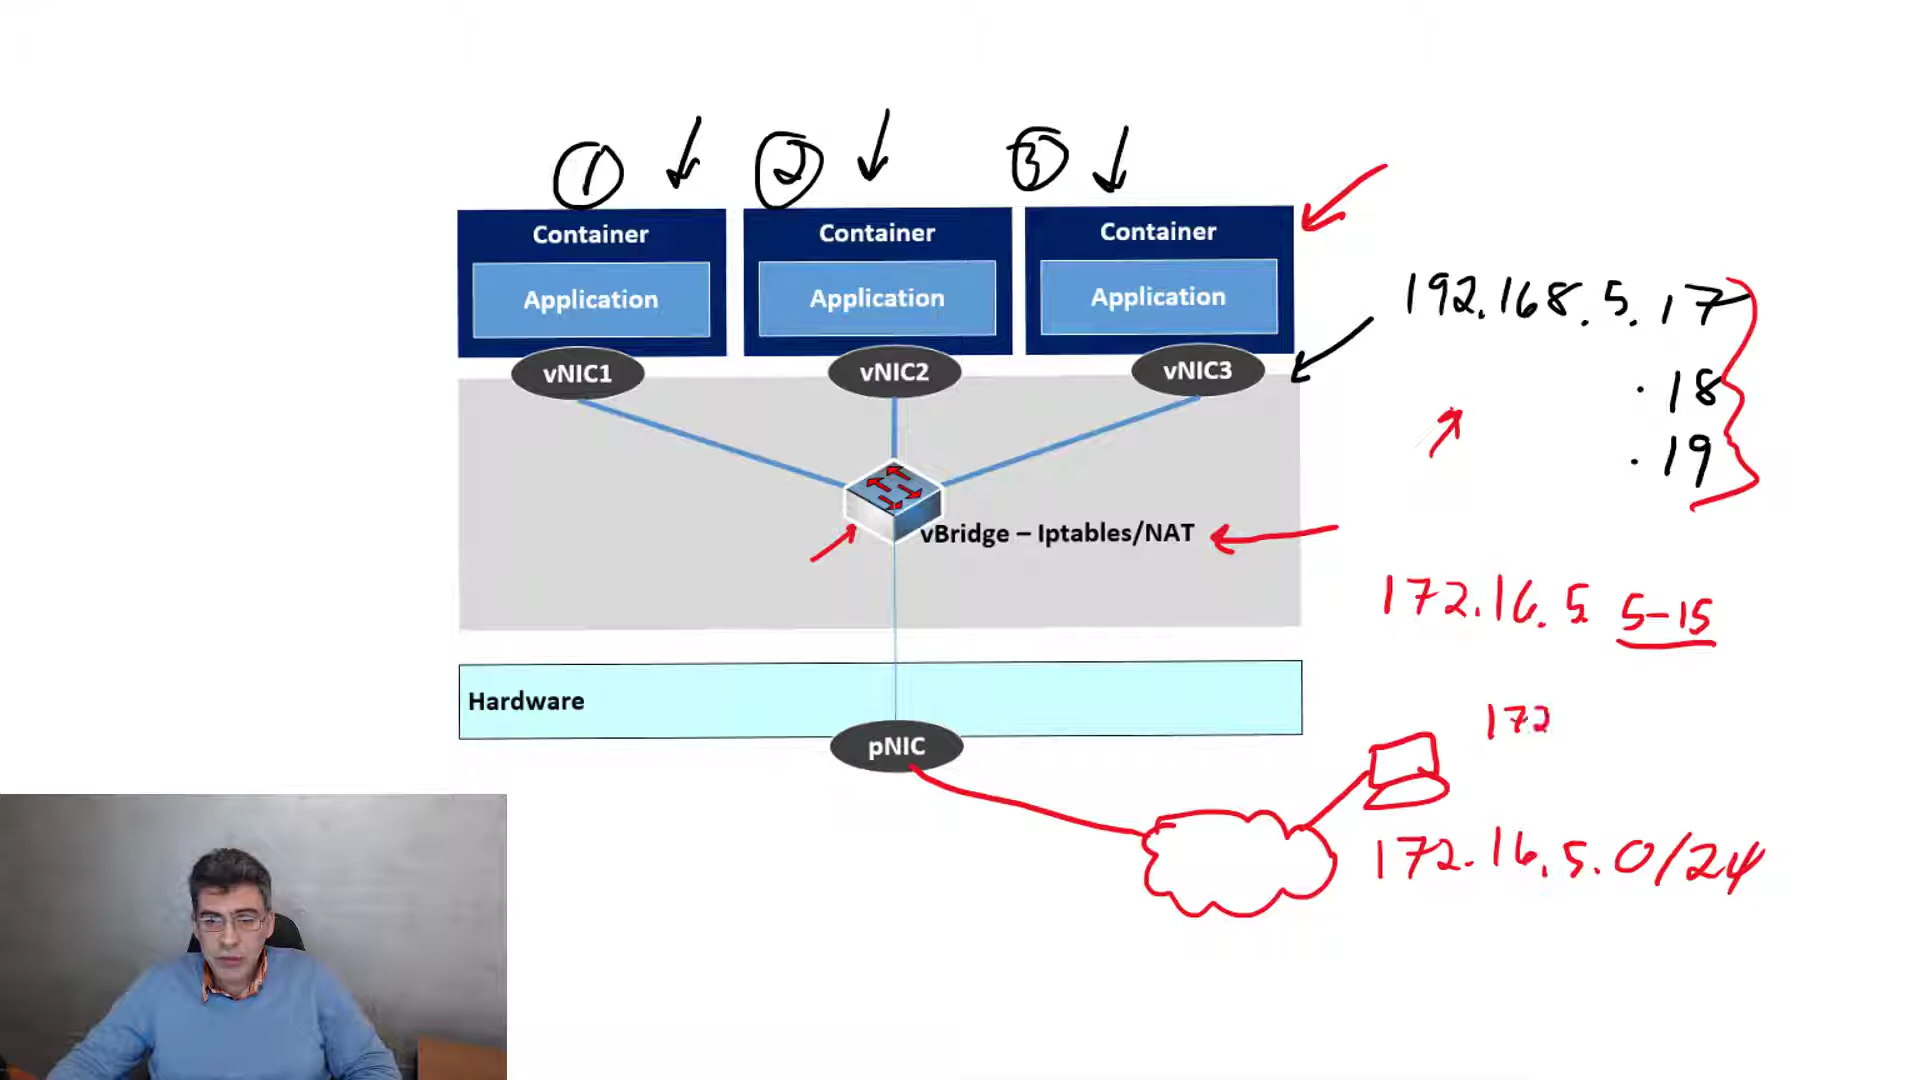 1 2 3
Container Container Container
Application Application Application
vNIC1 vNIC2 vNIC3
192.168.5.17
.18
.19
vBridge – Iptables/NAT
172.16.5 5-15
Hardware
pNIC
172
172.16.5.0/24